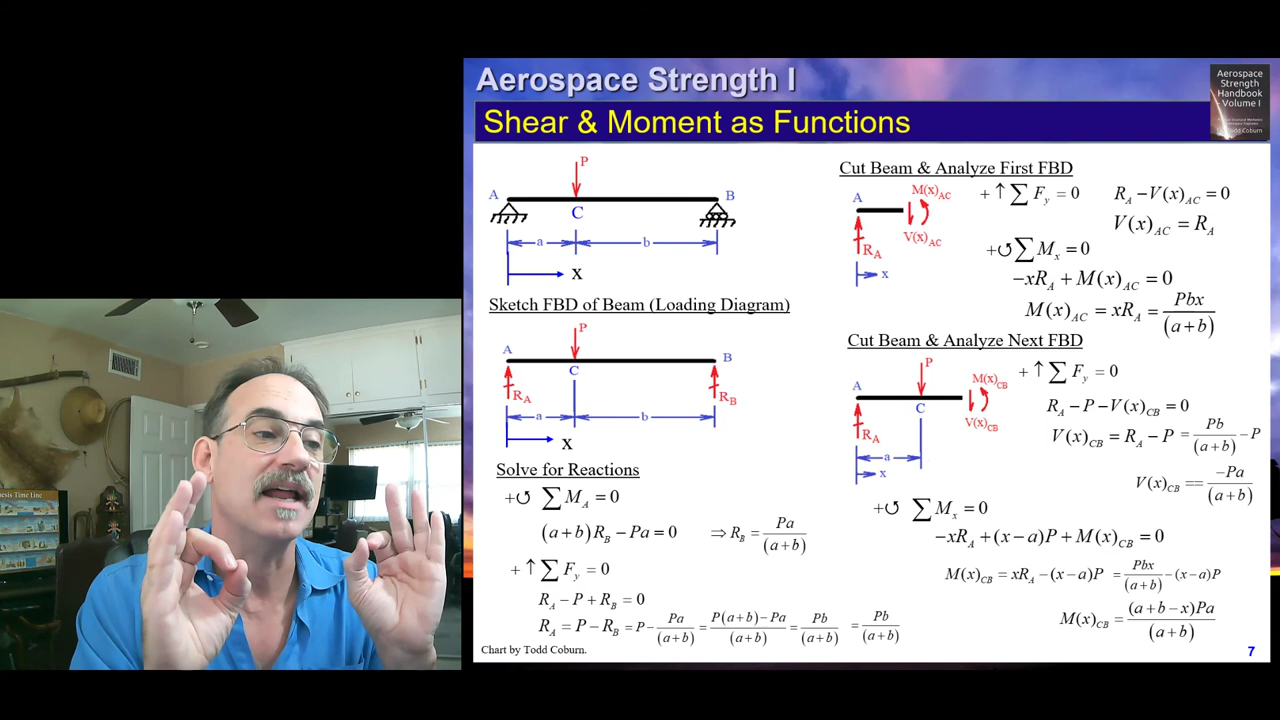 Aerospace Strength I
Shear & Moment as Functions
Aerospace
Strength
Handbook
- Volume I
P
A
B
C
a
b
x
Sketch FBD of Beam (Loading Diagram)
P
A
B
C
R_A
R_B
a
b
x
Solve for Reactions
+↺ ∑ M_A = 0
(a+b) R_B − Pa = 0 ⇒ R_B = Pa/(a+b)
+↑ ∑ F_y = 0
R_A − P + R_B = 0
R_A = P − R_B = P − Pa/(a+b) = (P(a+b) − Pa)/(a+b) = Pb/(a+b) = Pb/(a+b)
Chart by Todd Coburn.
Cut Beam & Analyze First FBD
A
M(x)_AC
V(x)_AC
R_A
x
+↑ ∑ F_y = 0 R_A − V(x)_AC = 0
V(x)_AC = R_A
+↺ ∑ M_x = 0
−xR_A + M(x)_AC = 0
M(x)_AC = xR_A = Pbx/(a+b)
Cut Beam & Analyze Next FBD
P
A
M(x)_CB
C
V(x)_CB
R_A
a
x
+↑ ∑ F_y = 0
R_A − P − V(x)_CB = 0
V(x)_CB = R_A − P = Pb/(a+b) − P
V(x)_CB == −Pa/(a+b)
+↺ ∑ M_x = 0
−xR_A + (x−a)P + M(x)_CB = 0
M(x)_CB = xR_A − (x−a)P = Pbx/(a+b) − (x−a)P
M(x)_CB = (a+b−x)Pa/(a+b)
7